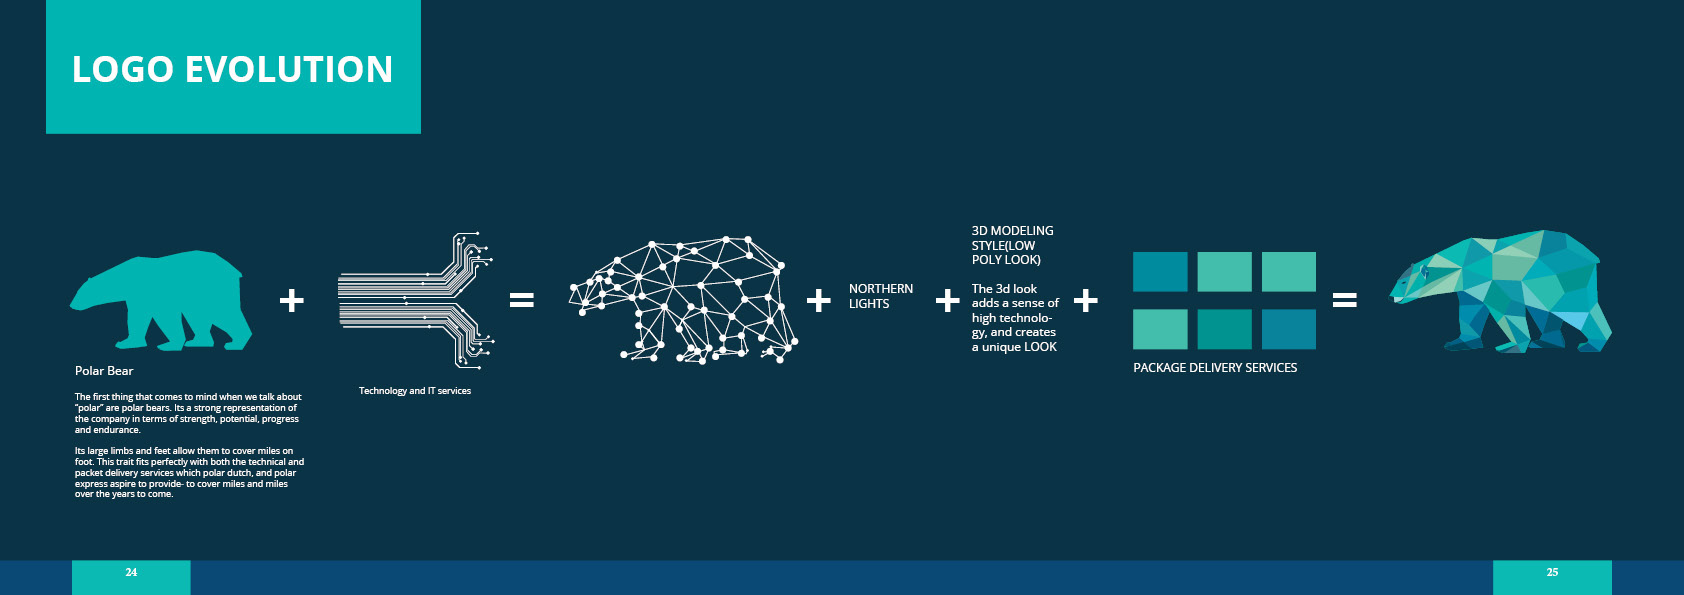 LOGO EVOLUTION
+
=
+
NORTHERN
LIGHTS
+
3D MODELING
STYLE(LOW
POLY LOOK)
The 3d look
adds a sense of
high technolo-
gy, and creates
a unique LOOK
+
PACKAGE DELIVERY SERVICES
=
Polar Bear
The first thing that comes to mind when we talk about
"polar" are polar bears. Its a strong representation of
the company in terms of strength, potential, progress
and endurance.
Its large limbs and feet allow them to cover miles on
foot. This trait fits perfectly with both the technical and
packet delivery services which polar dutch, and polar
express aspire to provide- to cover miles and miles
over the years to come.
Technology and IT services
24
25